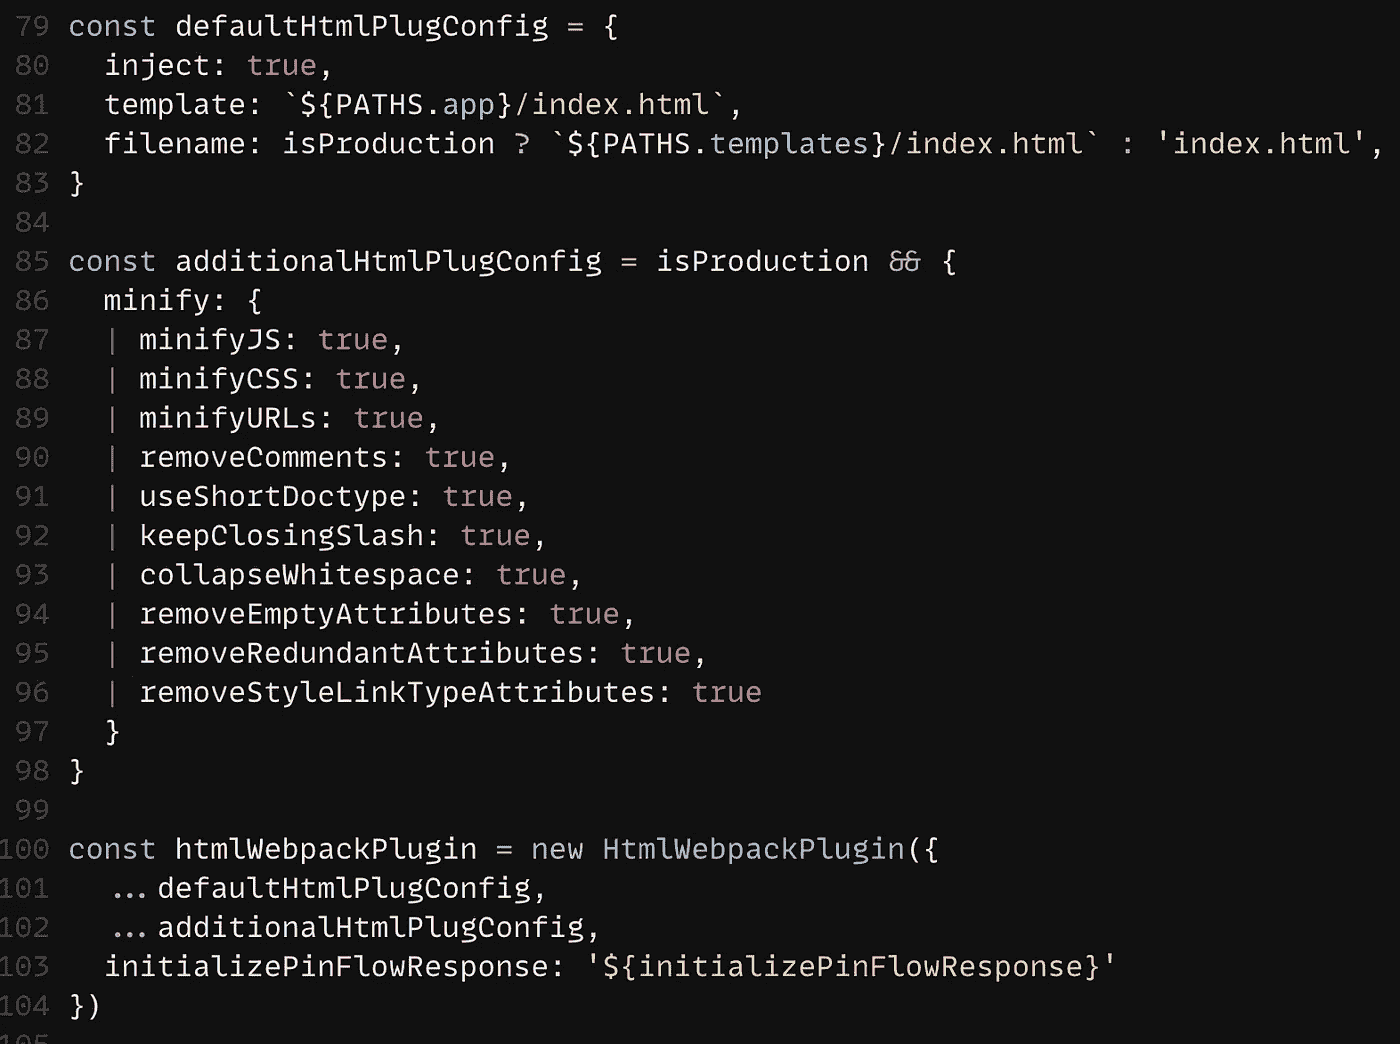 79 const defaultHtmlPlugConfig = {
80   inject: true,
81   template: `${PATHS.app}/index.html`,
82   filename: isProduction ? `${PATHS.templates}/index.html` : 'index.html',
83 }
84
85 const additionalHtmlPlugConfig = isProduction && {
86   minify: {
87   | minifyJS: true,
88   | minifyCSS: true,
89   | minifyURLs: true,
90   | removeComments: true,
91   | useShortDoctype: true,
92   | keepClosingSlash: true,
93   | collapseWhitespace: true,
94   | removeEmptyAttributes: true,
95   | removeRedundantAttributes: true,
96   | removeStyleLinkTypeAttributes: true
97   }
98 }
99
100 const htmlWebpackPlugin = new HtmlWebpackPlugin({
101   ...defaultHtmlPlugConfig,
102   ...additionalHtmlPlugConfig,
103   initializePinFlowResponse: '${initializePinFlowResponse}'
104 })
105